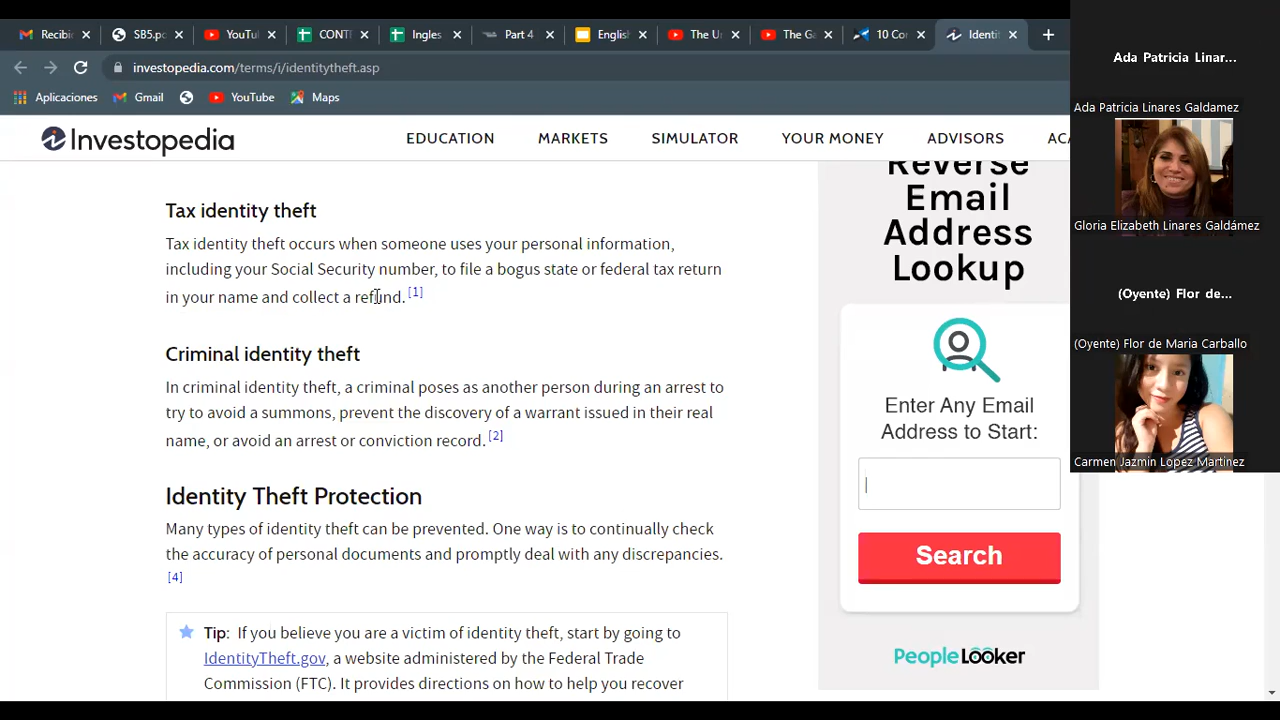 Recibi
SB5.po
YouTu
CONTI
Ingles
Part 4
English
The Ur
The Ga
10 Cor
Identi
investopedia.com/terms/i/identitytheft.asp
Aplicaciones
Gmail
YouTube
Maps
Investopedia
EDUCATION
MARKETS
SIMULATOR
YOUR MONEY
ADVISORS
ACA
Tax identity theft
Tax identity theft occurs when someone uses your personal information,
including your Social Security number, to file a bogus state or federal tax return
in your name and collect a refund. [1]
Criminal identity theft
In criminal identity theft, a criminal poses as another person during an arrest to
try to avoid a summons, prevent the discovery of a warrant issued in their real
name, or avoid an arrest or conviction record. [2]
Identity Theft Protection
Many types of identity theft can be prevented. One way is to continually check
the accuracy of personal documents and promptly deal with any discrepancies.
[4]
Tip: If you believe you are a victim of identity theft, start by going to
IdentityTheft.gov, a website administered by the Federal Trade
Commission (FTC). It provides directions on how to help you recover
Reverse
Email
Address
Lookup
Enter Any Email
Address to Start:
Search
PeopleLooker
Ada Patricia Linar...
Ada Patricia Linares Galdamez
Gloria Elizabeth Linares Galdámez
(Oyente) Flor de...
(Oyente) Flor de Maria Carballo
Carmen Jazmin Lopez Martinez